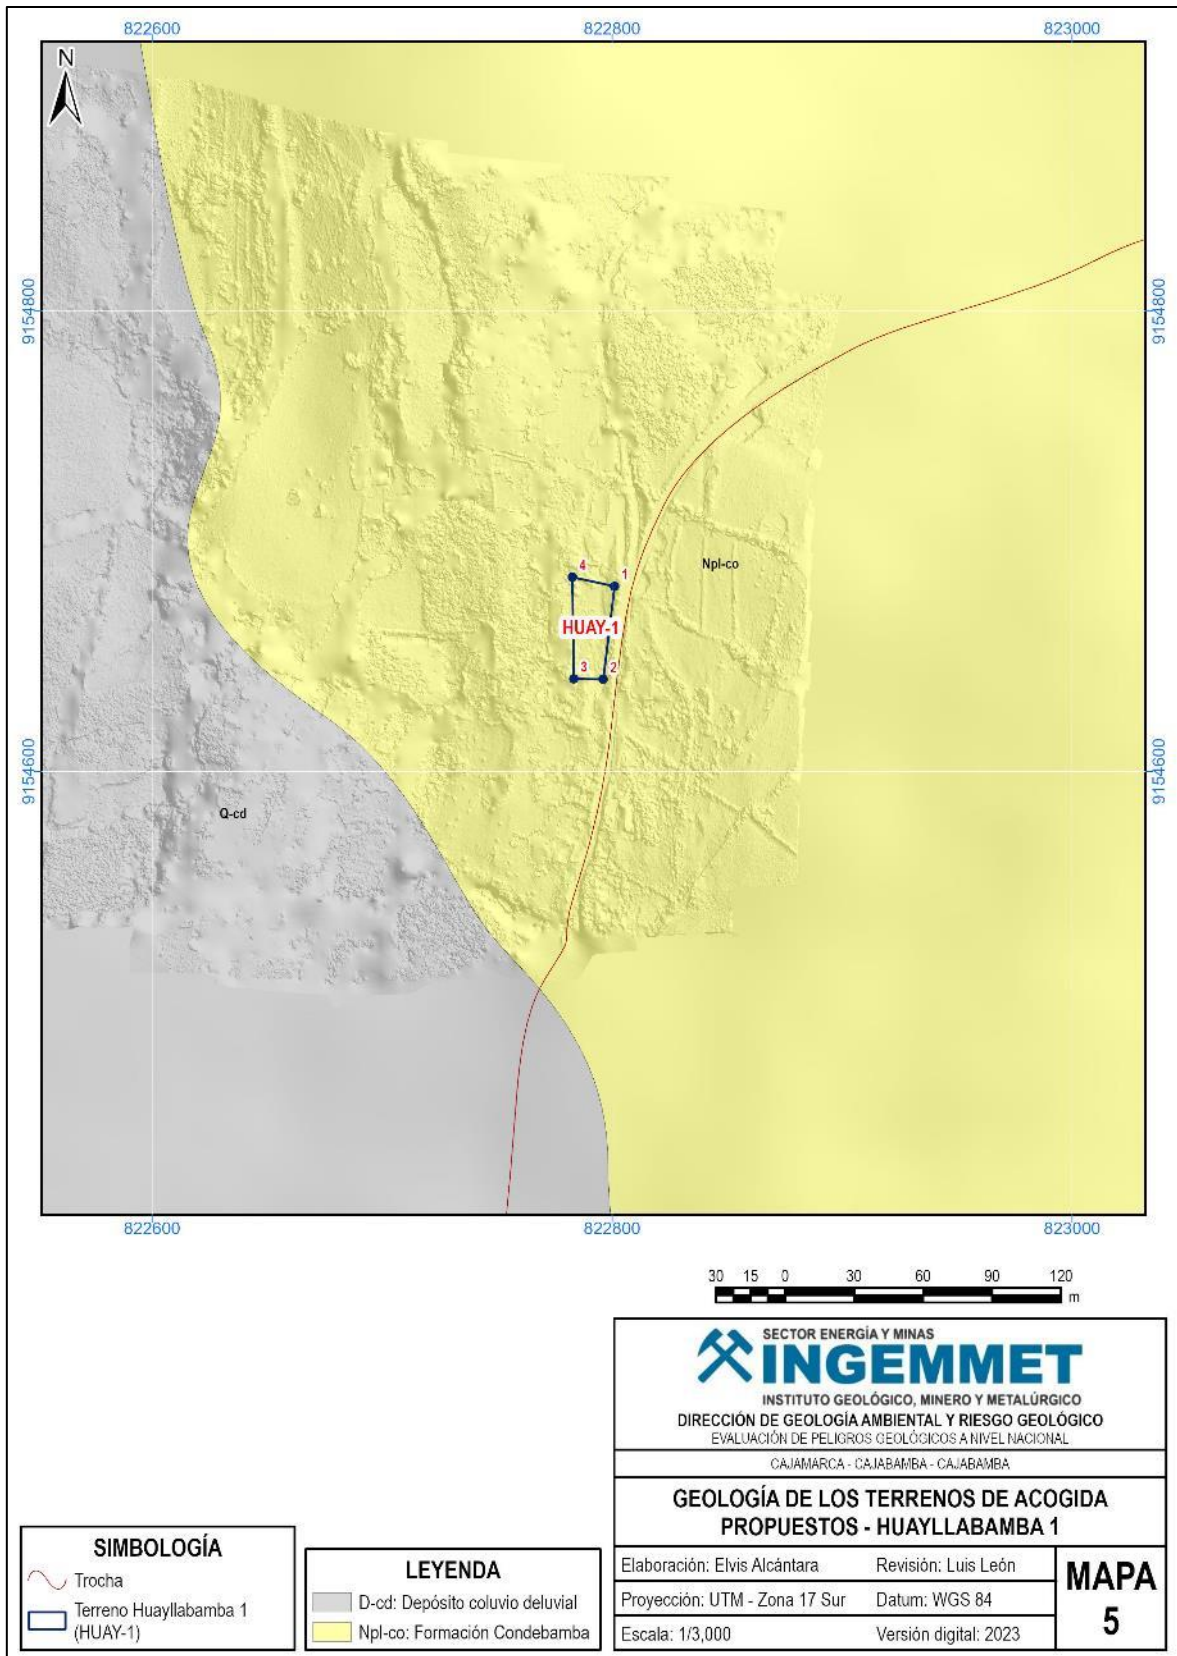 822600 822800 823000
N
9154800 9154800
4 1
Npl-co
HUAY-1
3 2
9154600 9154600
Q-cd
822600 822800 823000
30 15 0 30 60 90 120
m
SECTOR ENERGÍA Y MINAS
INGEMMET
INSTITUTO GEOLÓGICO, MINERO Y METALÚRGICO
DIRECCIÓN DE GEOLOGÍA AMBIENTAL Y RIESGO GEOLÓGICO
EVALUACIÓN DE PELIGROS GEOLÓGICOS A NIVEL NACIONAL
CAJAMARCA - CAJABAMBA - CAJABAMBA
GEOLOGÍA DE LOS TERRENOS DE ACOGIDA
PROPUESTOS - HUAYLLABAMBA 1
Elaboración: Elvis Alcántara Revisión: Luis León
Proyección: UTM - Zona 17 Sur Datum: WGS 84
Escala: 1/3,000 Versión digital: 2023
MAPA
5
SIMBOLOGÍA
Trocha
Terreno Huayllabamba 1
(HUAY-1)
LEYENDA
D-cd: Depósito coluvio deluvial
Npl-co: Formación Condebamba